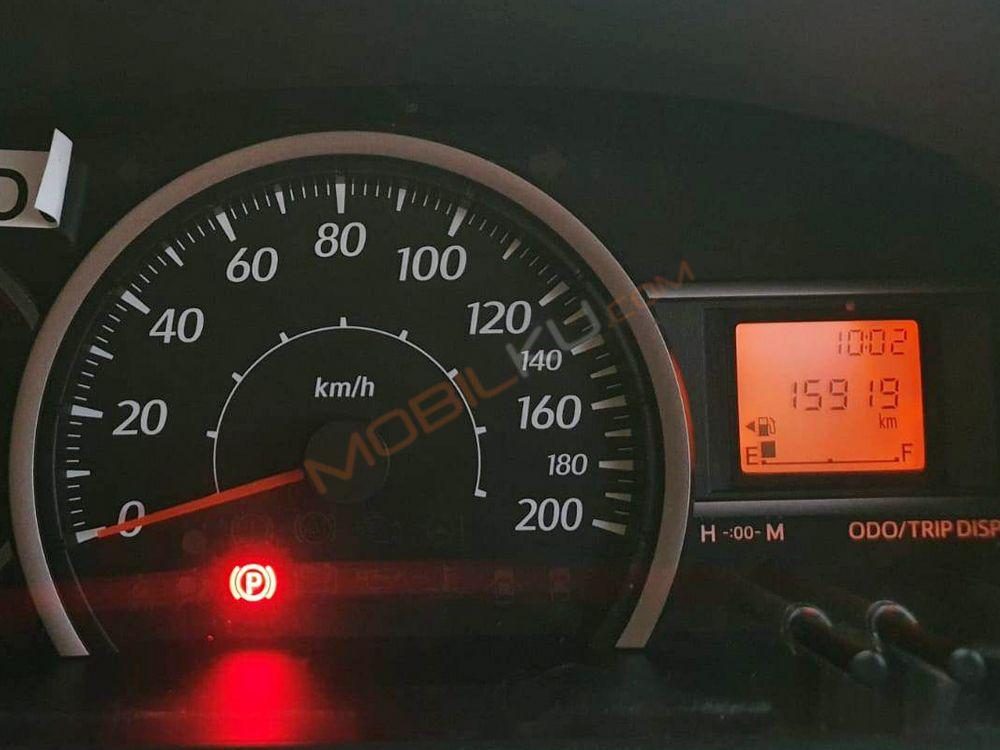 80
60
100
40
120
140
20
160
180
0
200
km/h
MOBILKU.COM
10:02
15919
km
E
F
H -:00- M
ODO/TRIP DISP
P